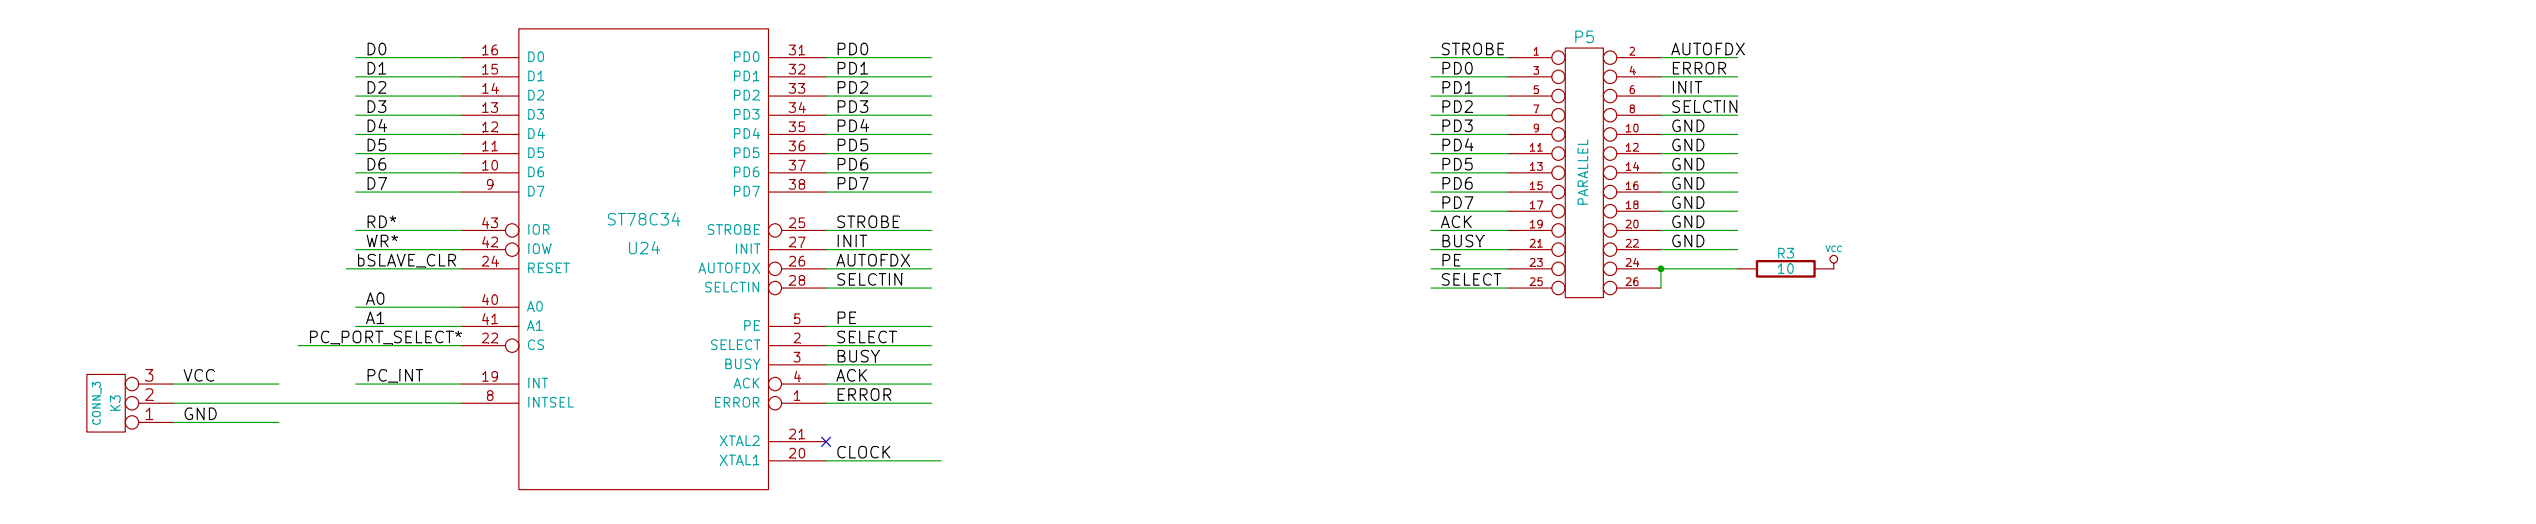 D0 16 D0 PD0 31 PD0
D1 15 D1 PD1 32 PD1
D2 14 D2 PD2 33 PD2
D3 13 D3 PD3 34 PD3
D4 12 D4 PD4 35 PD4
D5 11 D5 PD5 36 PD5
D6 10 D6 PD6 37 PD6
D7 9 D7 PD7 38 PD7
ST78C34
U24
RD* 43 IOR STROBE 25 STROBE
WR* 42 IOW INIT 27 INIT
bSLAVE_CLR 24 RESET AUTOFDX 26 AUTOFDX
SELCTIN 28 SELCTIN
A0 40 A0
A1 41 A1 PE 5 PE
PC_PORT_SELECT* 22 CS SELECT 2 SELECT
BUSY 3 BUSY
PC_INT 19 INT ACK 4 ACK
8 INTSEL ERROR 1 ERROR
XTAL2 21
XTAL1 20 CLOCK
CONN_3
K3
3 VCC
2
1 GND
P5
PARALLEL
STROBE 1 2 AUTOFDX
PD0 3 4 ERROR
PD1 5 6 INIT
PD2 7 8 SELCTIN
PD3 9 10 GND
PD4 11 12 GND
PD5 13 14 GND
PD6 15 16 GND
PD7 17 18 GND
ACK 19 20 GND
BUSY 21 22 GND
PE 23 24
SELECT 25 26
R3
10
VCC